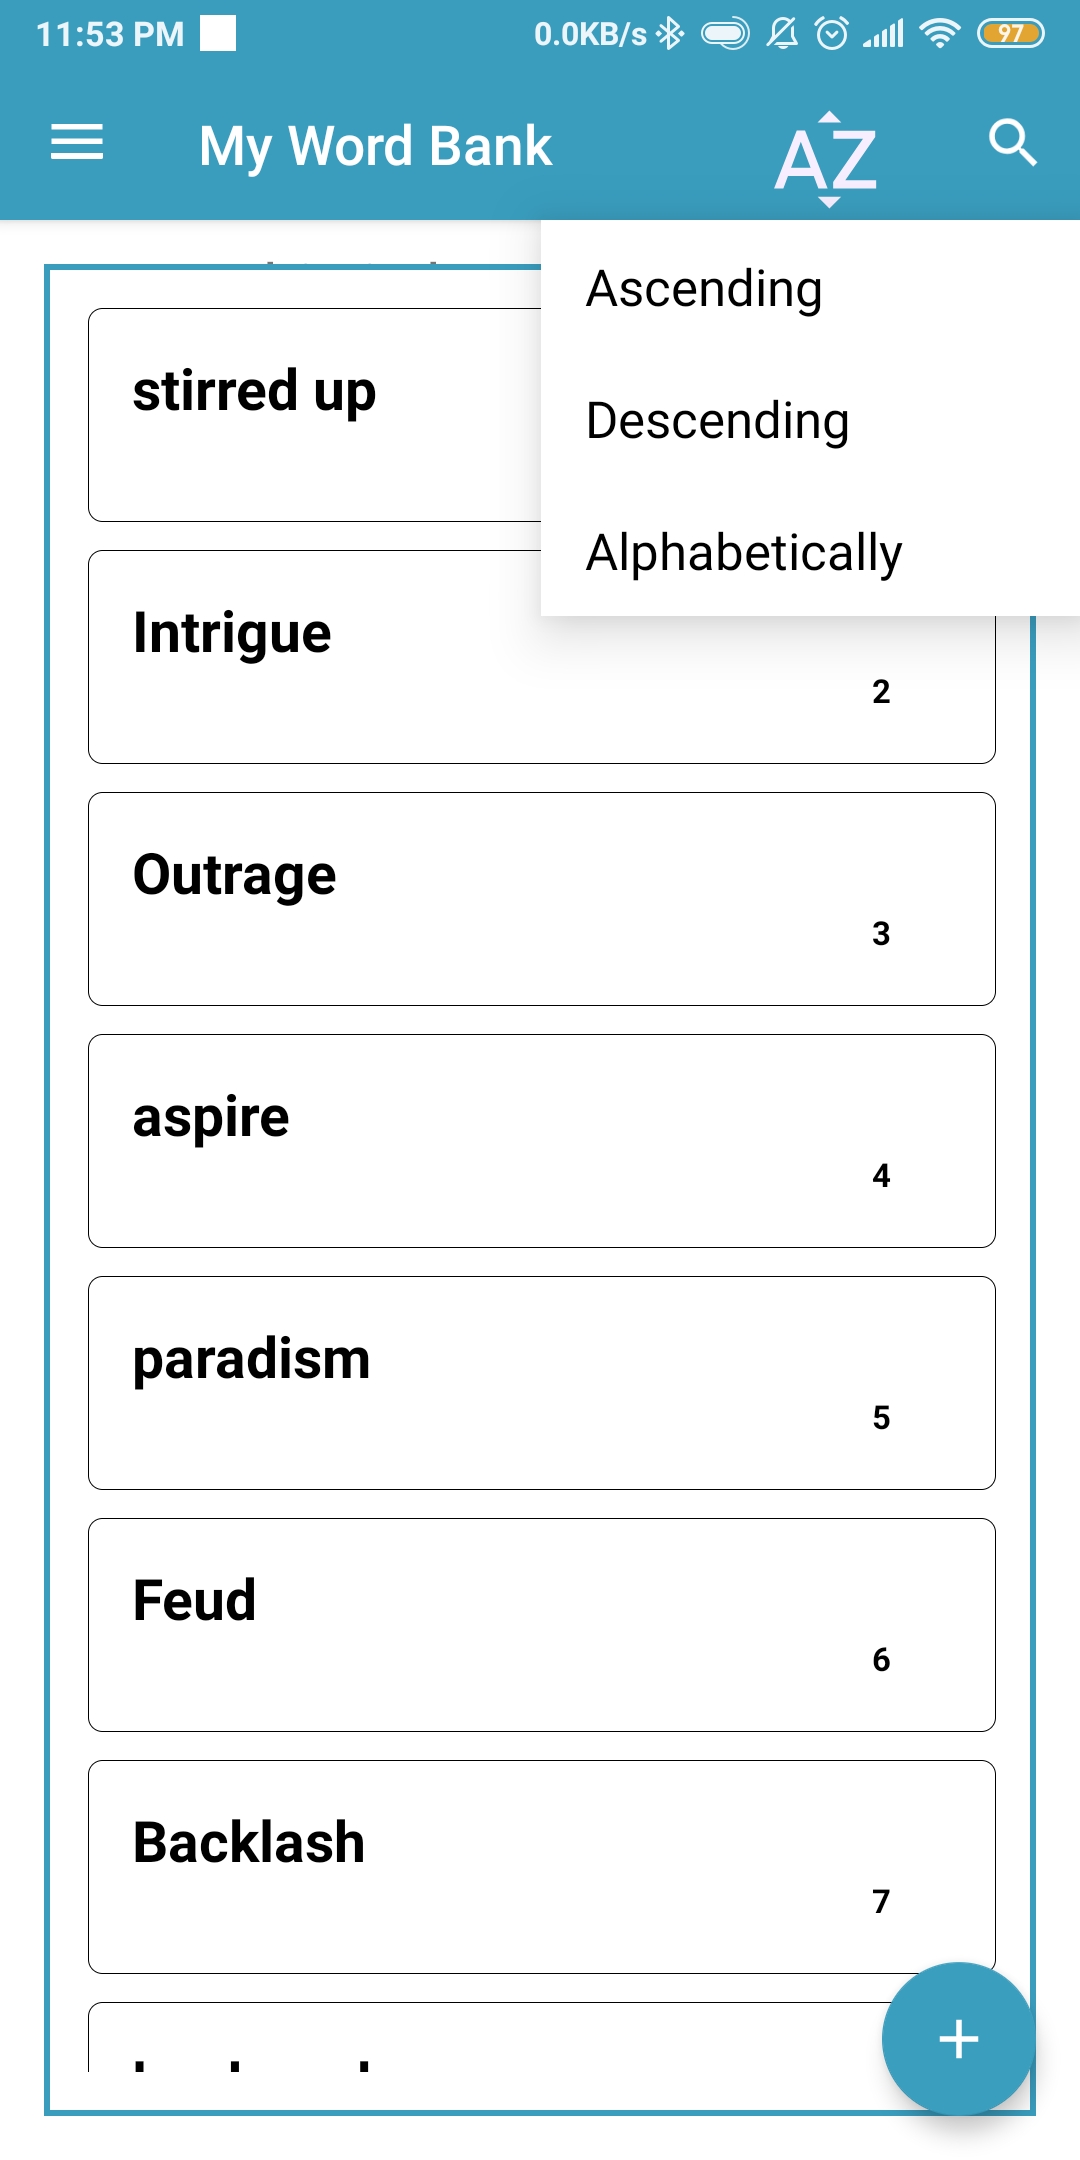 11:53 PM 0.0KB/s 97
My Word Bank AZ
Ascending
Descending
Alphabetically
stirred up
Intrigue
2
Outrage
3
aspire
4
paradism
5
Feud
6
Backlash
7
+